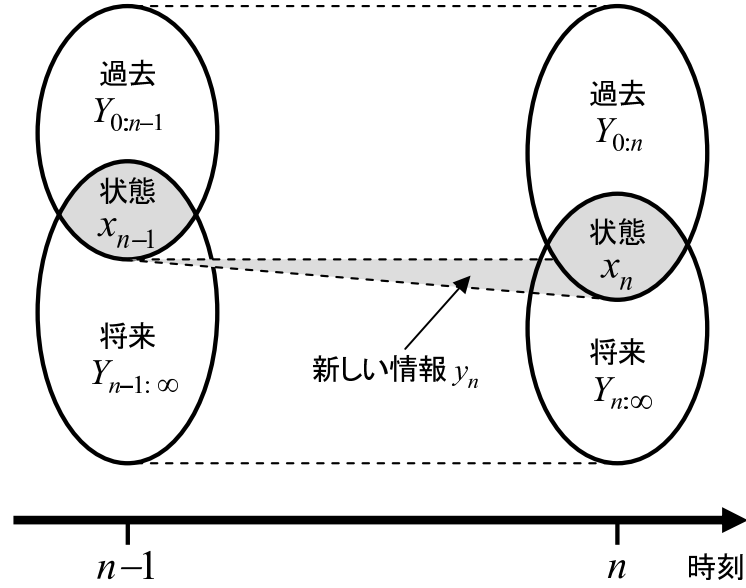 過去
Y0:n−1
状態
xn−1
将来
Yn−1:∞
過去
Y0:n
状態
xn
将来
Yn:∞
新しい情報 yn
n−1
n
時刻